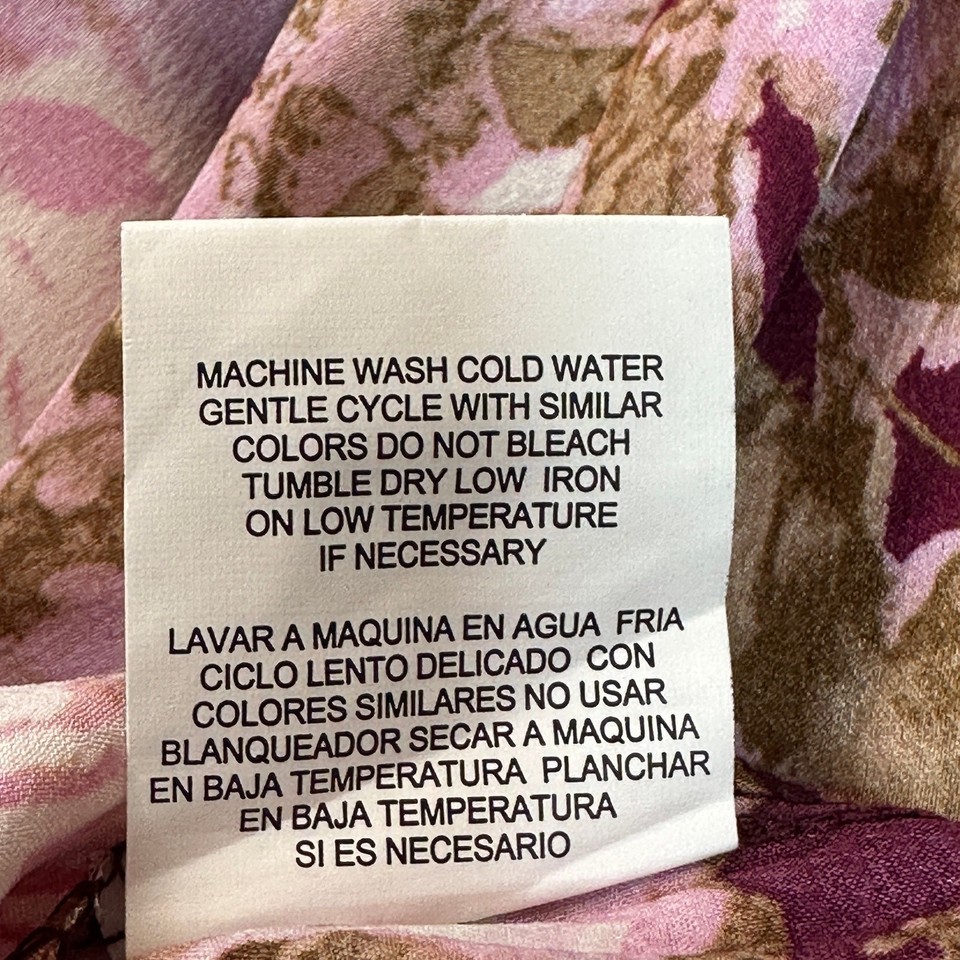 MACHINE WASH COLD WATER
GENTLE CYCLE WITH SIMILAR
COLORS DO NOT BLEACH
TUMBLE DRY LOW IRON
ON LOW TEMPERATURE
IF NECESSARY
LAVAR A MAQUINA EN AGUA FRIA
CICLO LENTO DELICADO CON
COLORES SIMILARES NO USAR
BLANQUEADOR SECAR A MAQUINA
EN BAJA TEMPERATURA PLANCHAR
EN BAJA TEMPERATURA
SI ES NECESARIO